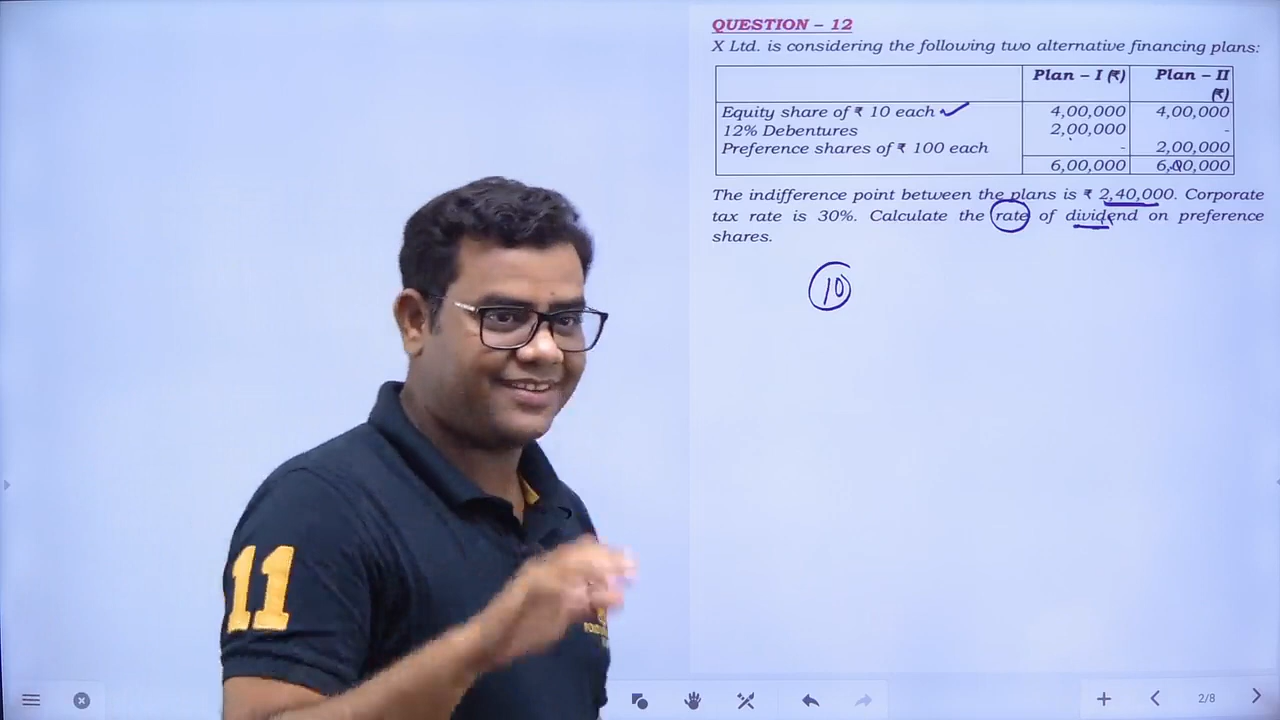 QUESTION – 12
X Ltd. is considering the following two alternative financing plans:
Plan – I (₹) Plan – II (₹)
Equity share of ₹ 10 each 4,00,000 4,00,000
12% Debentures 2,00,000 -
Preference shares of ₹ 100 each - 2,00,000
6,00,000 6,00,000
The indifference point between the plans is ₹ 2,40,000. Corporate
tax rate is 30%. Calculate the rate of dividend on preference
shares.
10
11
2/8